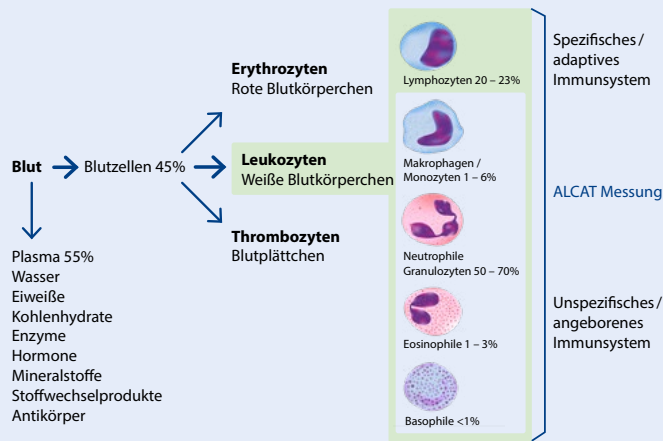 Blut
Blutzellen 45%
Plasma 55%
Wasser
Eiweiße
Kohlenhydrate
Enzyme
Hormone
Mineralstoffe
Stoffwechselprodukte
Antikörper
Erythrozyten
Rote Blutkörperchen
Leukozyten
Weiße Blutkörperchen
Thrombozyten
Blutplättchen
Lymphozyten 20 – 23%
Makrophagen /
Monozyten 1 – 6%
Neutrophile
Granulozyten 50 – 70%
Eosinophile 1 – 3%
Basophile <1%
Spezifisches /
adaptives
Immunsystem
ALCAT Messung
Unspezifisches /
angeborenes
Immunsystem